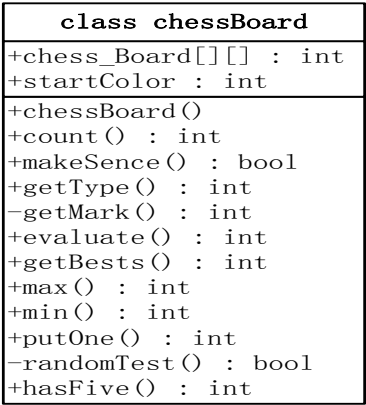 class chessBoard
+chess_Board[][] : int
+startColor : int
+chessBoard()
+count() : int
+makeSence() : bool
+getType() : int
-getMark() : int
+evaluate() : int
+getBests() : int
+max() : int
+min() : int
+putOne() : int
-randomTest() : bool
+hasFive() : int